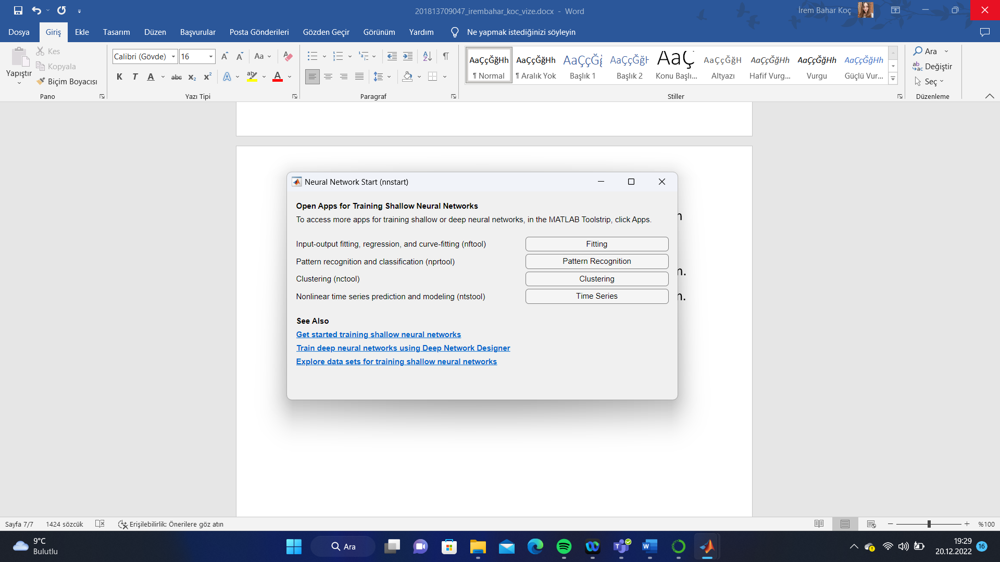 201813709047_irembahar_koc_vize.docx - Word
İrem Bahar Koç
Dosya Giriş Ekle Tasarım Düzen Başvurular Posta Gönderileri Gözden Geçir Görünüm Yardım Ne yapmak istediğinizi söyleyin
Yapıştır
Kes
Kopyala
Biçim Boyacısı
Pano
Calibri (Gövde) 16
Aa
K T A abc x₂ x² A ab A
Yazı Tipi
Paragraf
AaÇçĞğHh AaÇçĞğHh AaÇçĞğ AaÇçĞğH AaÇ AaÇçĞğH AaÇçĞğHh AaÇçĞğHh AaÇçĞğHh
¶ Normal ¶ Aralık Yok Başlık 1 Başlık 2 Konu Başlı... Altyazı Hafif Vurg... Vurgu Güçlü Vur...
Stiller
Ara
Değiştir
Seç
Düzenleme
Neural Network Start (nnstart)
Open Apps for Training Shallow Neural Networks
To access more apps for training shallow or deep neural networks, in the MATLAB Toolstrip, click Apps.
Input-output fitting, regression, and curve-fitting (nftool) Fitting
Pattern recognition and classification (nprtool) Pattern Recognition
Clustering (nctool) Clustering
Nonlinear time series prediction and modeling (ntstool) Time Series
See Also
Get started training shallow neural networks
Train deep neural networks using Deep Network Designer
Explore data sets for training shallow neural networks
n.
n.
Sayfa 7/7 1424 sözcük Erişilebilirlik: Önerilere göz atın %100
9°C
Bulutlu
Ara
19:29
20.12.2022
16